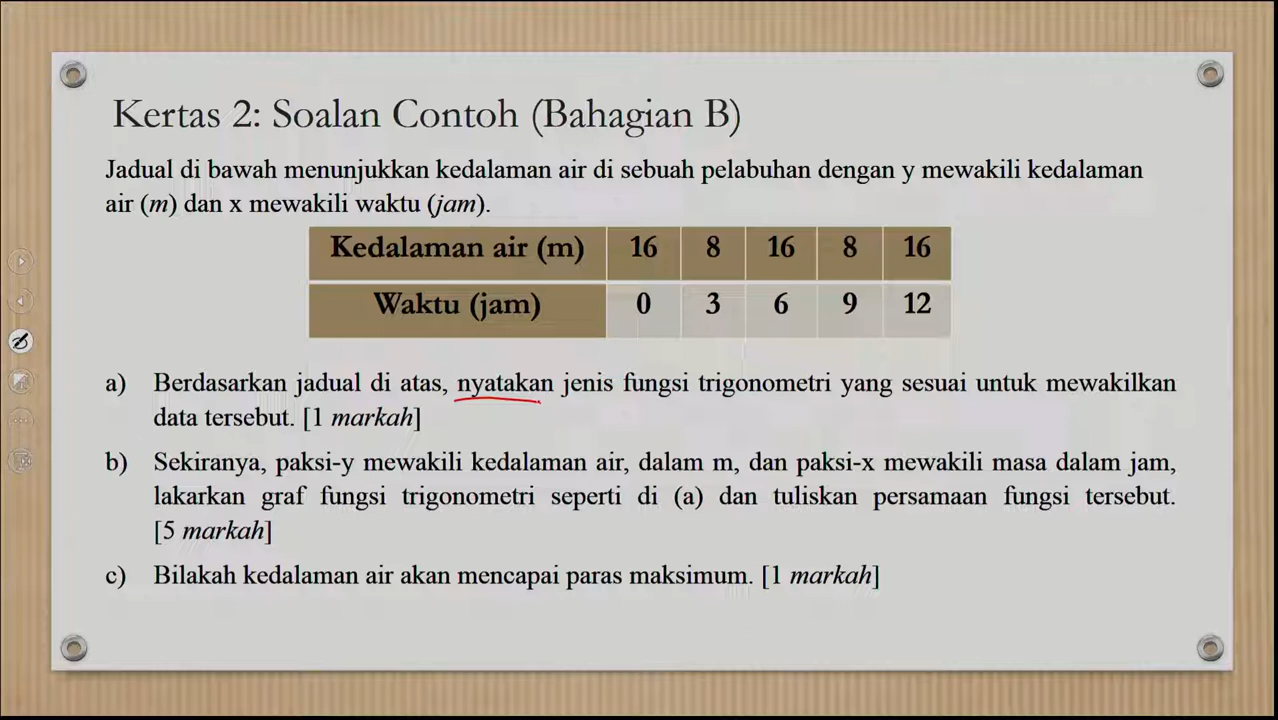 Kertas 2: Soalan Contoh (Bahagian B)
Jadual di bawah menunjukkan kedalaman air di sebuah pelabuhan dengan y mewakili kedalaman
air (m) dan x mewakili waktu (jam).
Kedalaman air (m) 16 8 16 8 16
Waktu (jam) 0 3 6 9 12
a) Berdasarkan jadual di atas, nyatakan jenis fungsi trigonometri yang sesuai untuk mewakilkan
data tersebut. [1 markah]
b) Sekiranya, paksi-y mewakili kedalaman air, dalam m, dan paksi-x mewakili masa dalam jam,
lakarkan graf fungsi trigonometri seperti di (a) dan tuliskan persamaan fungsi tersebut.
[5 markah]
c) Bilakah kedalaman air akan mencapai paras maksimum. [1 markah]